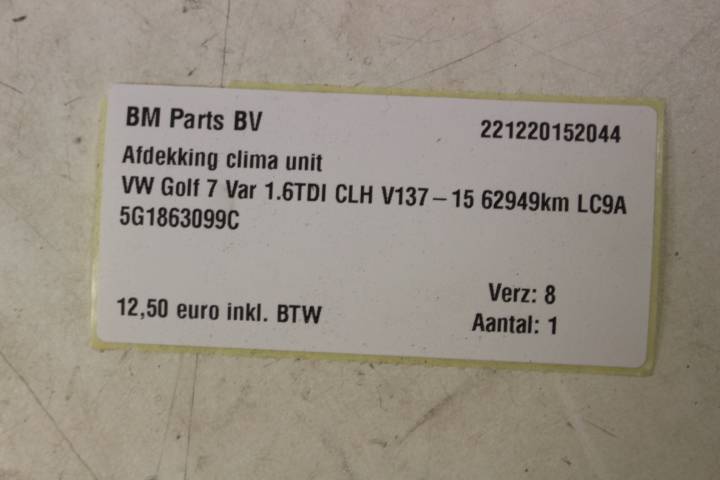 BM Parts BV 221220152044
Afdekking clima unit
VW Golf 7 Var 1.6TDI CLH V137 – 15 62949km LC9A
5G1863099C
Verz: 8
12,50 euro inkl. BTW
Aantal: 1